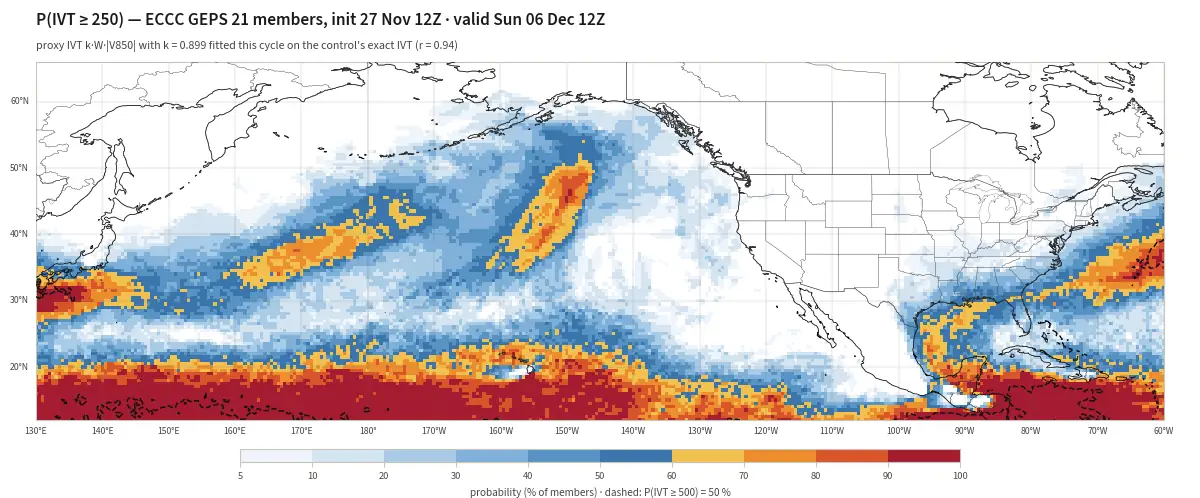 P(IVT ≥ 250) — ECCC GEPS 21 members, init 27 Nov 12Z · valid Sun 06 Dec 12Z
proxy IVT k·W·|V850| with k = 0.899 fitted this cycle on the control's exact IVT (r = 0.94)
60°N
50°N
40°N
30°N
20°N
130°E 140°E 150°E 160°E 170°E 180° 170°W 160°W 150°W 140°W 130°W 120°W 110°W 100°W 90°W 80°W 70°W 60°W
5 10 20 30 40 50 60 70 80 90 100
probability (% of members) · dashed: P(IVT ≥ 500) = 50 %